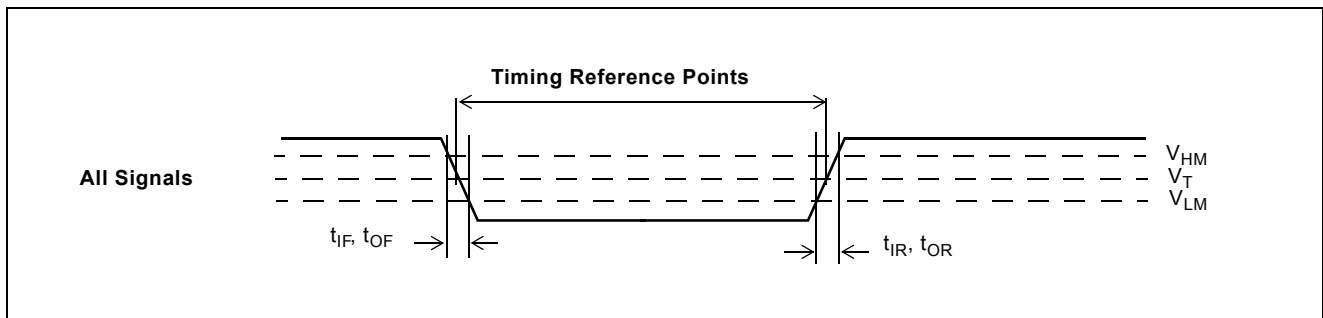 Timing Reference Points
All Signals
V_HM
V_T
V_LM
t_IF, t_OF
t_IR, t_OR